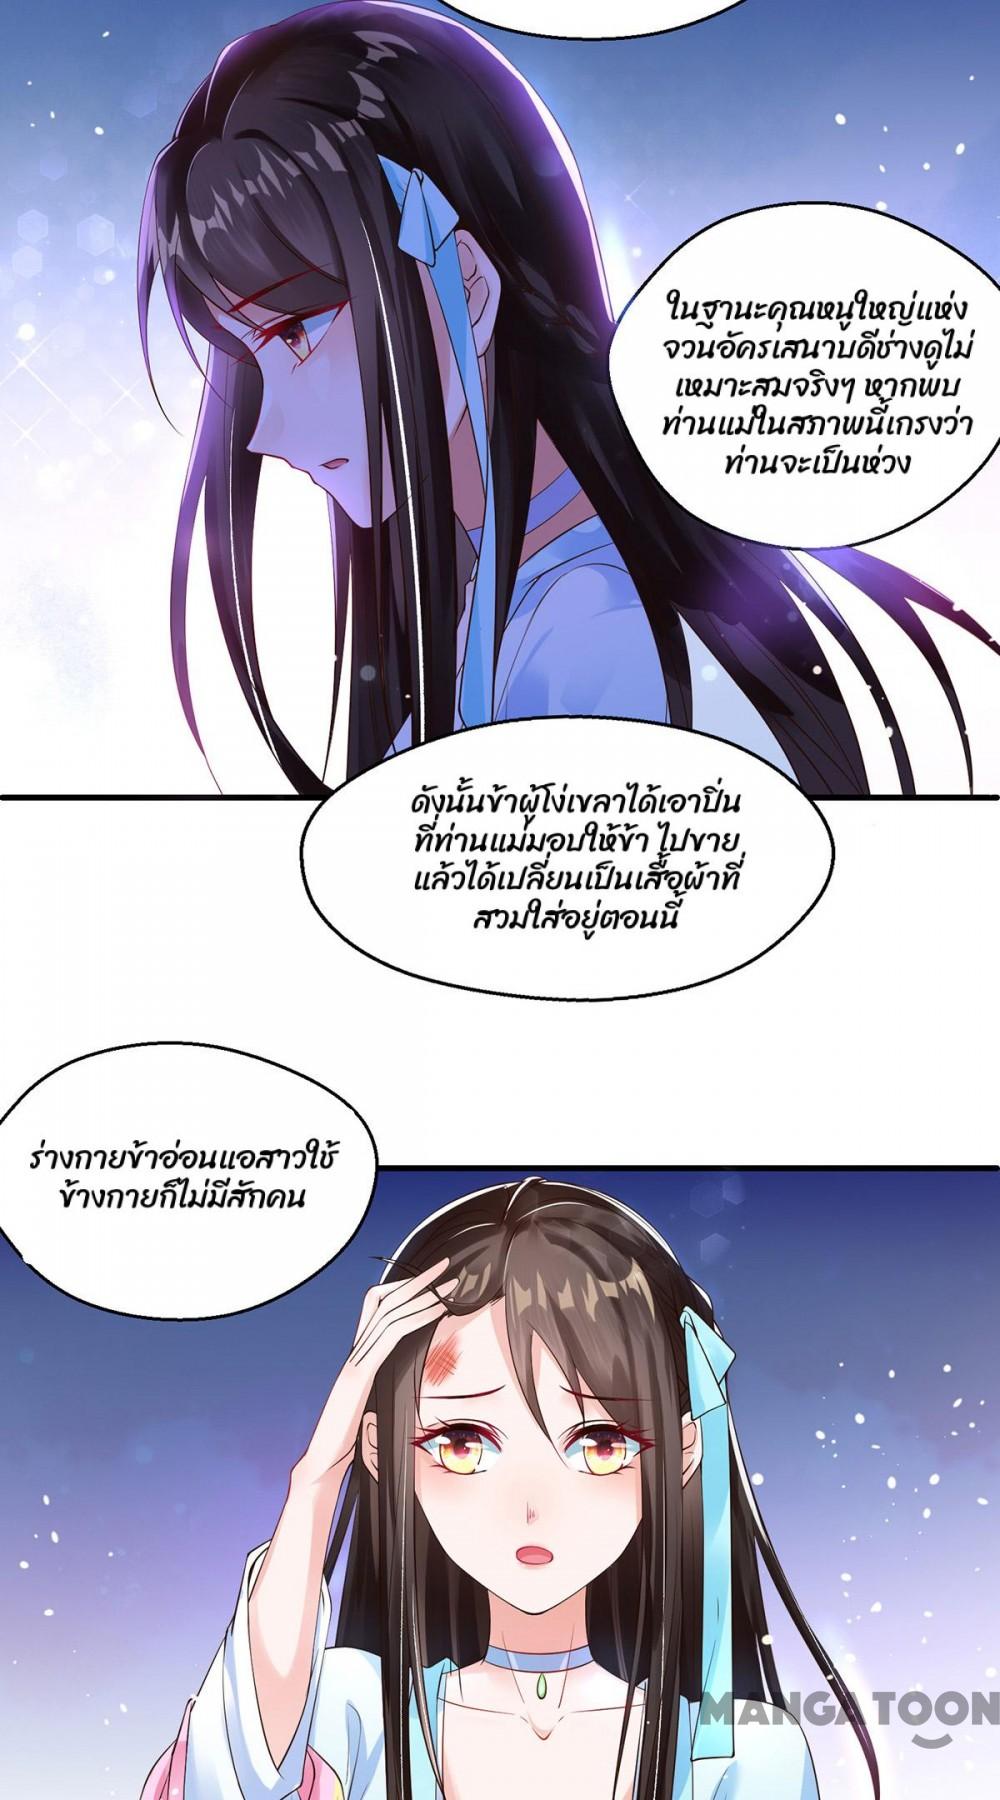 ในฐานะคุณหนูใหญ่แห่ง
จวนอัครเสนาบดีช่างดูไม่
เหมาะสมจริงๆ หากพบ
ท่านแม่ในสภาพนี้เกรงว่า
ท่านจะเป็นห่วง
ดังนั้นข้าผู้โง่เขลาได้เอาปิ่น
ที่ท่านแม่มอบให้ข้า ไปขาย
แล้วได้เปลี่ยนเป็นเสื้อผ้าที่
สวมใส่อยู่ตอนนี้
ร่างกายข้าอ่อนแอสาวใช้
ข้างกายก็ไม่มีสักคน
MANGATOON